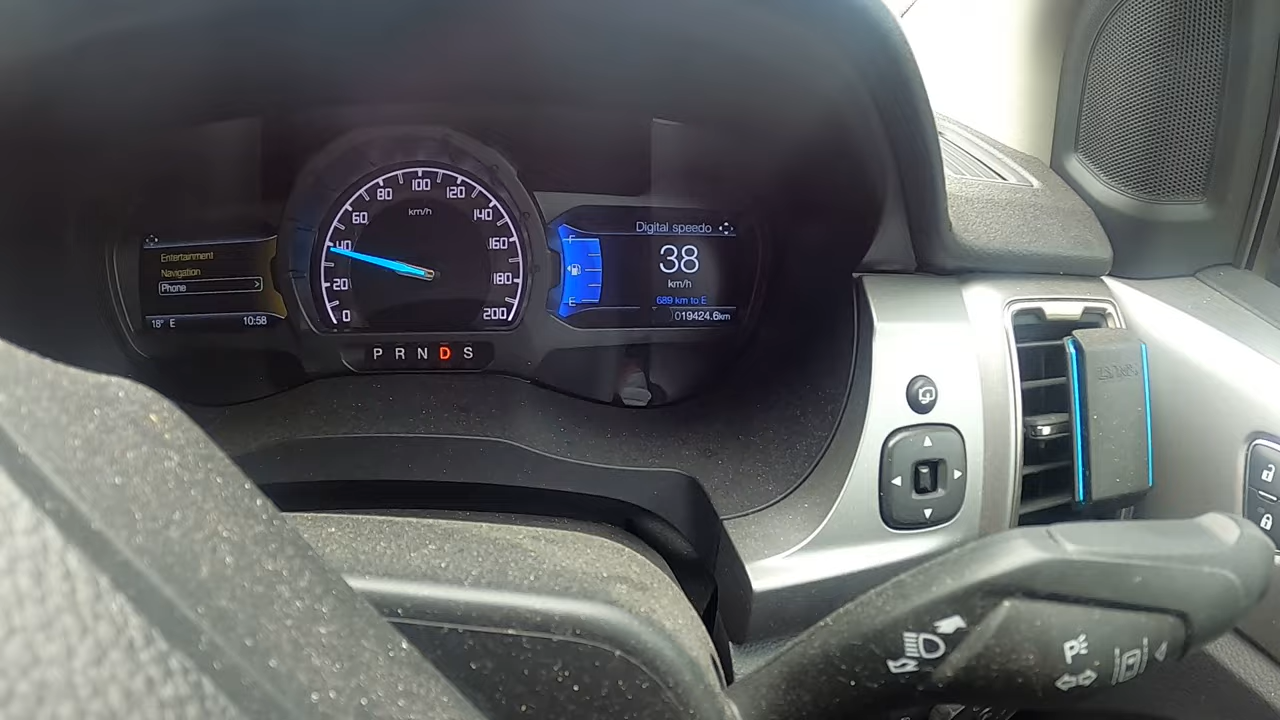 Entertainment
Navigation
Phone >
18° E 10:58
km/h
0
20
40
60
80
100
120
140
160
180
200
P R N D S
Digital speedo
F
E
38
km/h
689 km to E
019424.6km
P